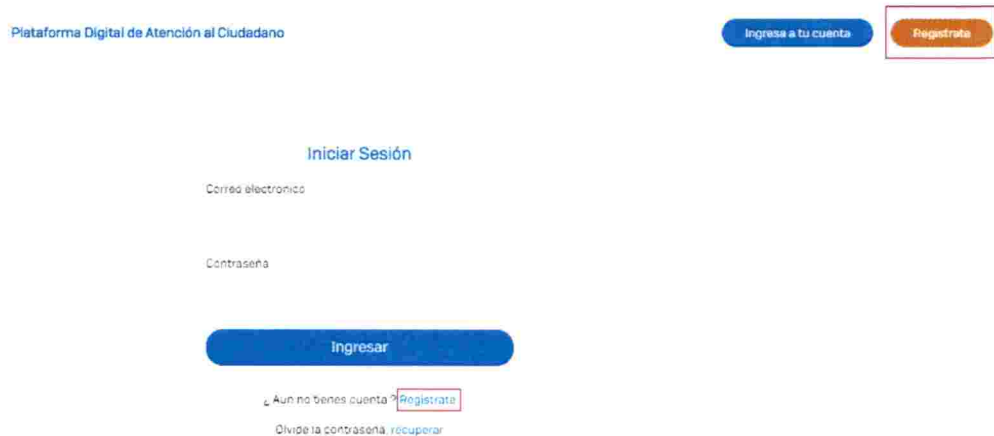 Plataforma Digital de Atención al Ciudadano
Ingresa a tu cuenta
Registrate
Iniciar Sesión
Correo electronico
Contraseña
Ingresar
¿ Aun no tienes cuenta ? Registrate
Olvide la contraseña, recuperar